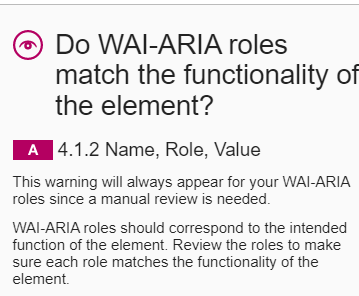 Do WAI-ARIA roles
match the functionality of
the element?
A 4.1.2 Name, Role, Value
This warning will always appear for your WAI-ARIA
roles since a manual review is needed.
WAI-ARIA roles should correspond to the intended
function of the element. Review the roles to make
sure each role matches the functionality of the
element.